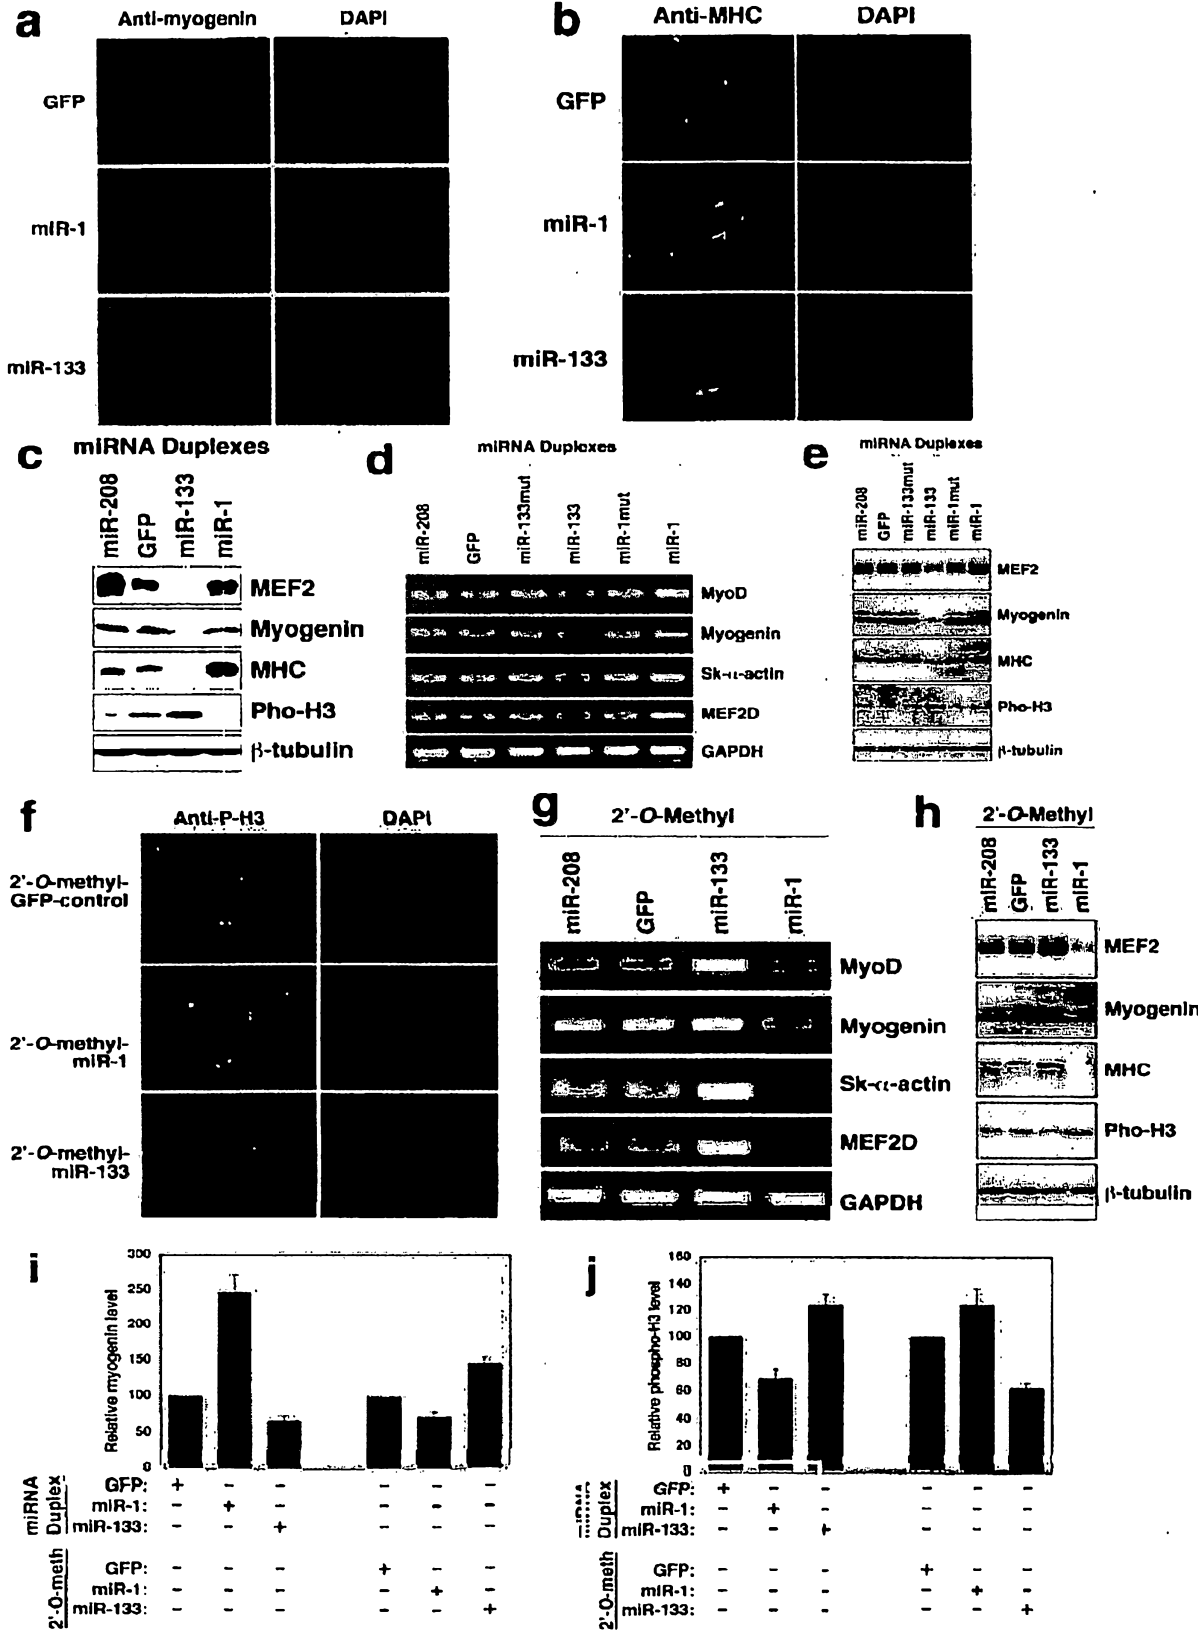 a
Anti-myogenin DAPI
GFP
miR-1
miR-133
b
Anti-MHC DAPI
GFP
miR-1
miR-133
c
miRNA Duplexes
miR-208 GFP miR-133 miR-1
MEF2
Myogenin
MHC
Pho-H3
β-tubulin
d
miRNA Duplexes
miR-208 GFP miR-133mut miR-133 miR-1mut miR-1
MyoD
Myogenin
Sk-α-actin
MEF2D
GAPDH
e
miRNA Duplexes
miR-208 GFP miR-133mut miR-133 miR-1mut miR-1
MEF2
Myogenin
MHC
Pho-H3
β-tubulin
f
Anti-P-H3 DAPI
2'-O-methyl-
GFP-control
2'-O-methyl-
miR-1
2'-O-methyl-
miR-133
g
2'-O-Methyl
miR-208 GFP miR-133 miR-1
MyoD
Myogenin
Sk-α-actin
MEF2D
GAPDH
h
2'-O-Methyl
miR-208 GFP miR-133 miR-1
MEF2
Myogenin
MHC
Pho-H3
β-tubulin
i
Relative myogenin level
300
250
200
150
100
50
0
miRNA Duplex
GFP: + - - - - -
miR-1: - + - - - -
miR-133: - - + - - -
2'-O-meth
GFP: - - - + - -
miR-1: - - - - + -
miR-133: - - - - - +
j
Relative phospho-H3 level
160
140
120
100
80
60
40
20
0
Duplex
GFP: + - - - - -
miR-1: - + - - - -
miR-133: - - + - - -
2'-O-meth
GFP: - - - + - -
miR-1: - - - - + -
miR-133: - - - - - +